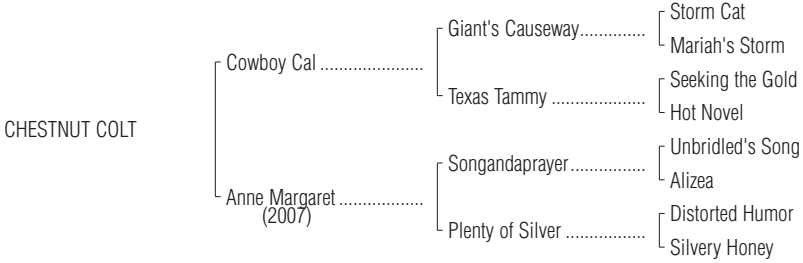 Storm Cat
Giant's Causeway..............
Mariah's Storm
Cowboy Cal ......................
Seeking the Gold
Texas Tammy ....................
Hot Novel
CHESTNUT COLT
Unbridled's Song
Songandaprayer................
Alizea
Anne Margaret ..................
(2007)
Distorted Humor
Plenty of Silver .................
Silvery Honey